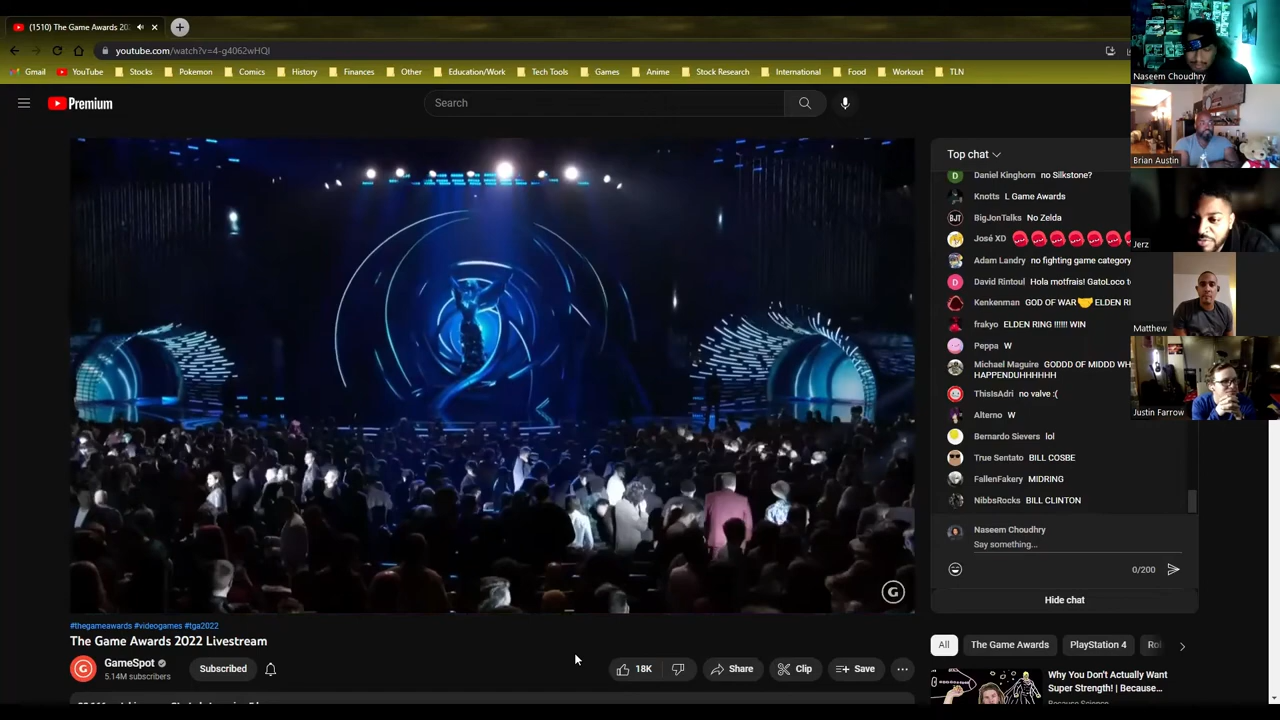 (1510) The Game Awards 202
youtube.com/watch?v=4-g4062wHQI
Gmail YouTube Stocks Pokemon Comics History Finances Other Education/Work Tech Tools Games Anime Stock Research International Food Workout TLN
Premium
Search
Top chat
Daniel Kinghorn no Silkstone?
Knotts L Game Awards
BJT
BigJonTalks No Zelda
José XD
Adam Landry no fighting game category
David Rintoul Hola motfrais! GatoLoco te
Kenkenman GOD OF WAR ELDEN RI
frakyo ELDEN RING !!!!!! WIN
Peppa W
Michael Maguire GODDD OF MIDDD WH
HAPPENDUHHHHHH
ThisIsAdri no valve :(
Alterno W
Bernardo Sievers lol
True Sentato BILL COSBE
FallenFakery MIDRING
NibbsRocks BILL CLINTON
Naseem Choudhry
Say something...
0/200
Hide chat
Naseem Choudhry
Brian Austin
Jerz
Matthew
Justin Farrow
G
#thegameawards #videogames #tga2022
The Game Awards 2022 Livestream
GameSpot
5.14M subscribers
Subscribed
18K
Share
Clip
Save
All
The Game Awards
PlayStation 4
Why You Don't Actually Want
Super Strength! | Because...